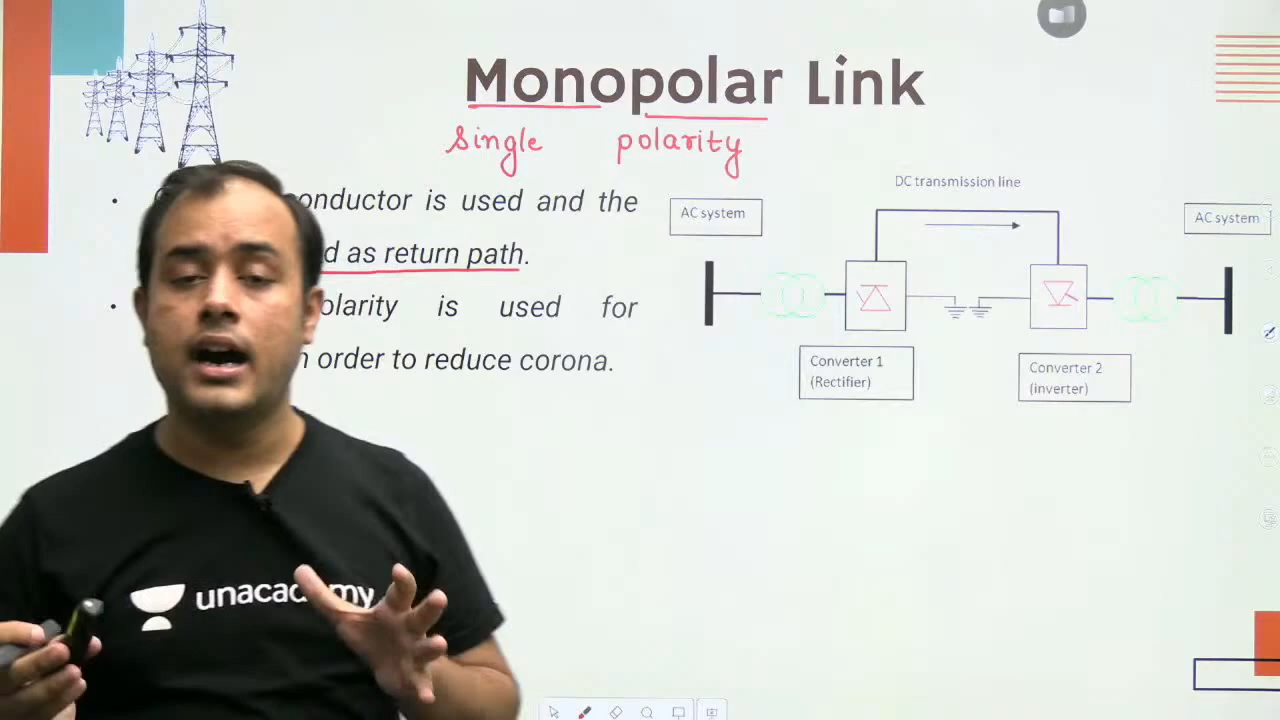 Monopolar Link
single polarity
conductor is used and the
as return path.
is used for
order to reduce corona.
DC transmission line
AC system
AC system
Converter 1
(Rectifier)
Converter 2
(inverter)
unacademy